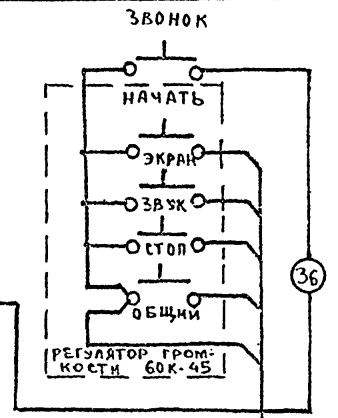 ЗВОНОК
НАЧАТЬ
ЭКРАН
ЗВУК
СТОП
36
ОБЩИЙ
РЕГУЛЯТОР ГРОМ-
КОСТИ 60К-45